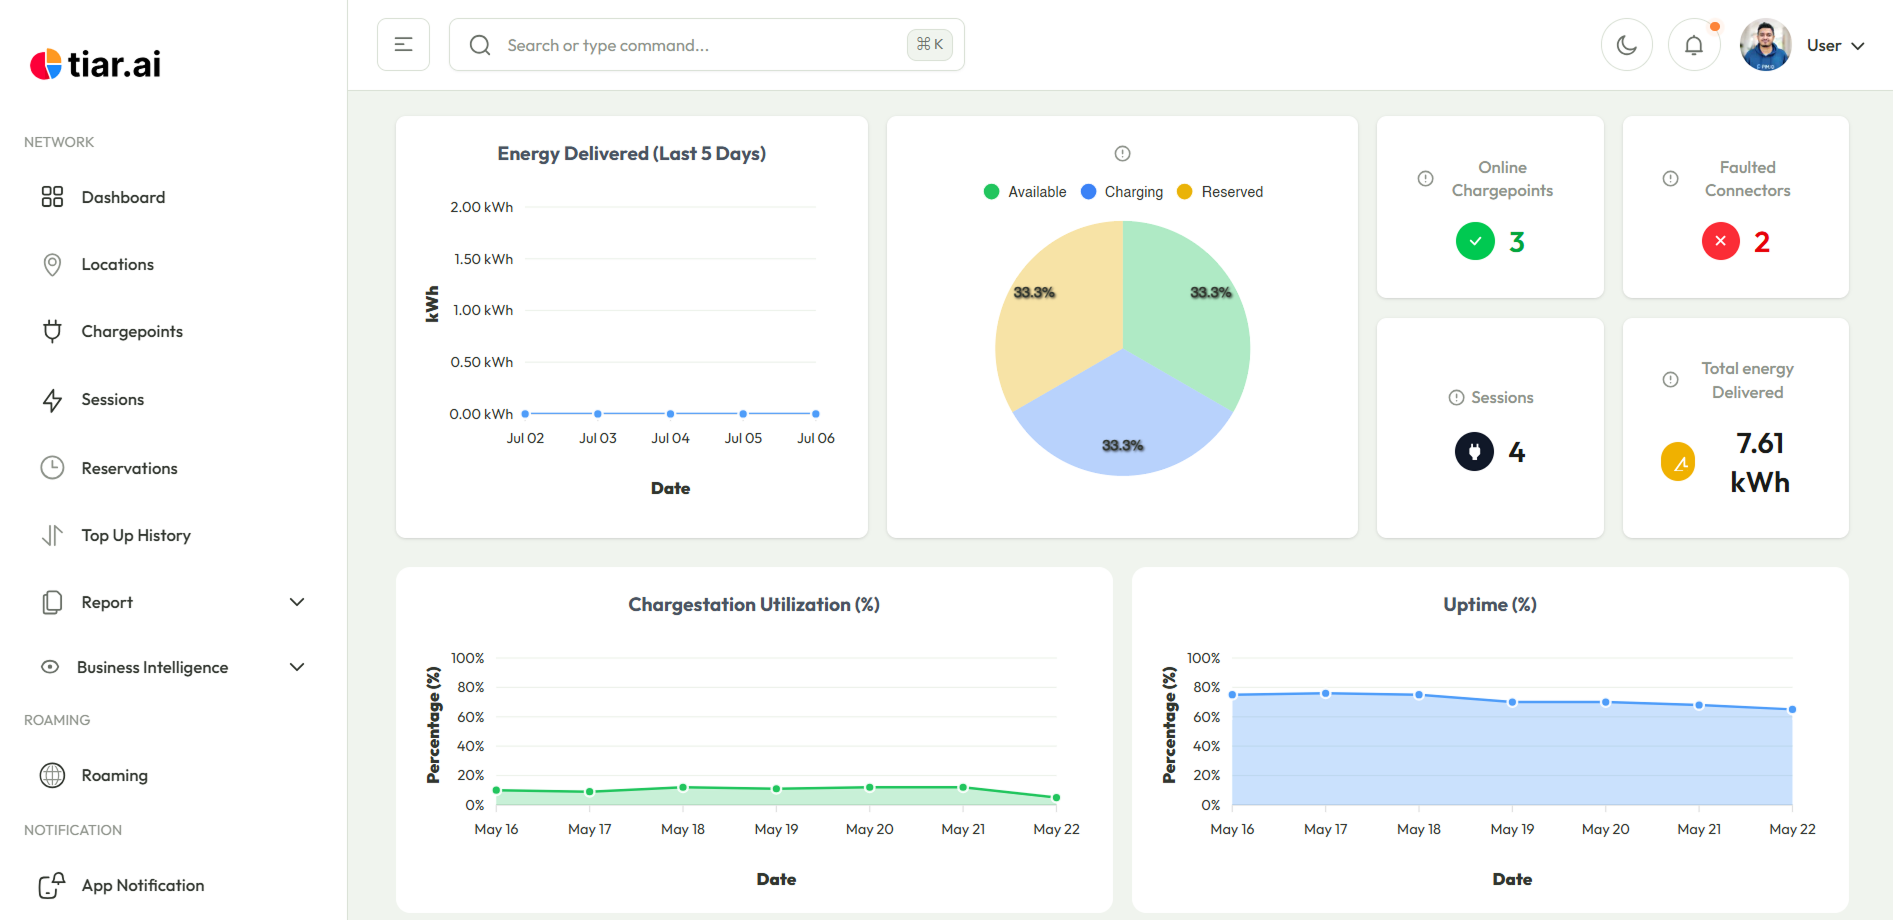 tiar.ai
NETWORK
Dashboard
Locations
Chargepoints
Sessions
Reservations
Top Up History
Report
Business Intelligence
ROAMING
Roaming
NOTIFICATION
App Notification
Search or type command...
⌘ K
User
Energy Delivered (Last 5 Days)
kWh
2.00 kWh
1.50 kWh
1.00 kWh
0.50 kWh
0.00 kWh
Jul 02 Jul 03 Jul 04 Jul 05 Jul 06
Date
Available Charging Reserved
33.3% 33.3%
33.3%
Online
Chargepoints
3
Faulted
Connectors
2
Sessions
4
Total energy
Delivered
7.61
kWh
Chargestation Utilization (%)
Percentage (%)
100%
80%
60%
40%
20%
0%
May 16 May 17 May 18 May 19 May 20 May 21 May 22
Date
Uptime (%)
Percentage (%)
100%
80%
60%
40%
20%
0%
May 16 May 17 May 18 May 19 May 20 May 21 May 22
Date